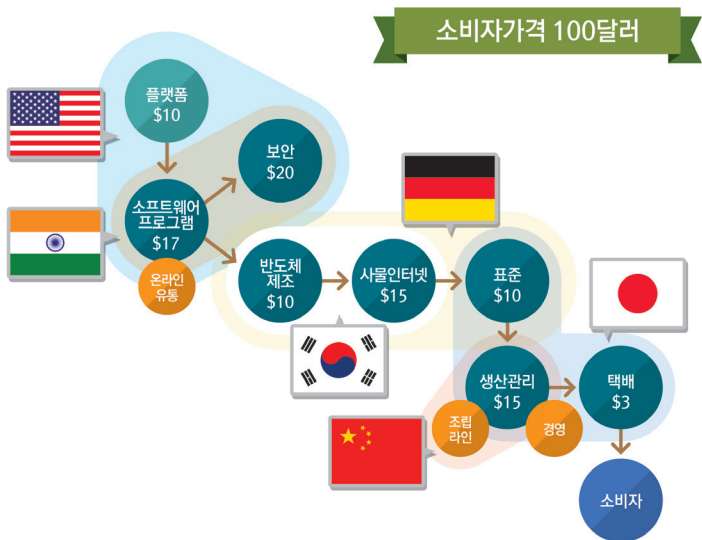 소비자가격 100달러
플랫폼
$10
보안
$20
소프트웨어
프로그램
$17
온라인
유통
반도체
제조
$10
사물인터넷
$15
표준
$10
생산관리
$15
조립
라인
경영
택배
$3
소비자